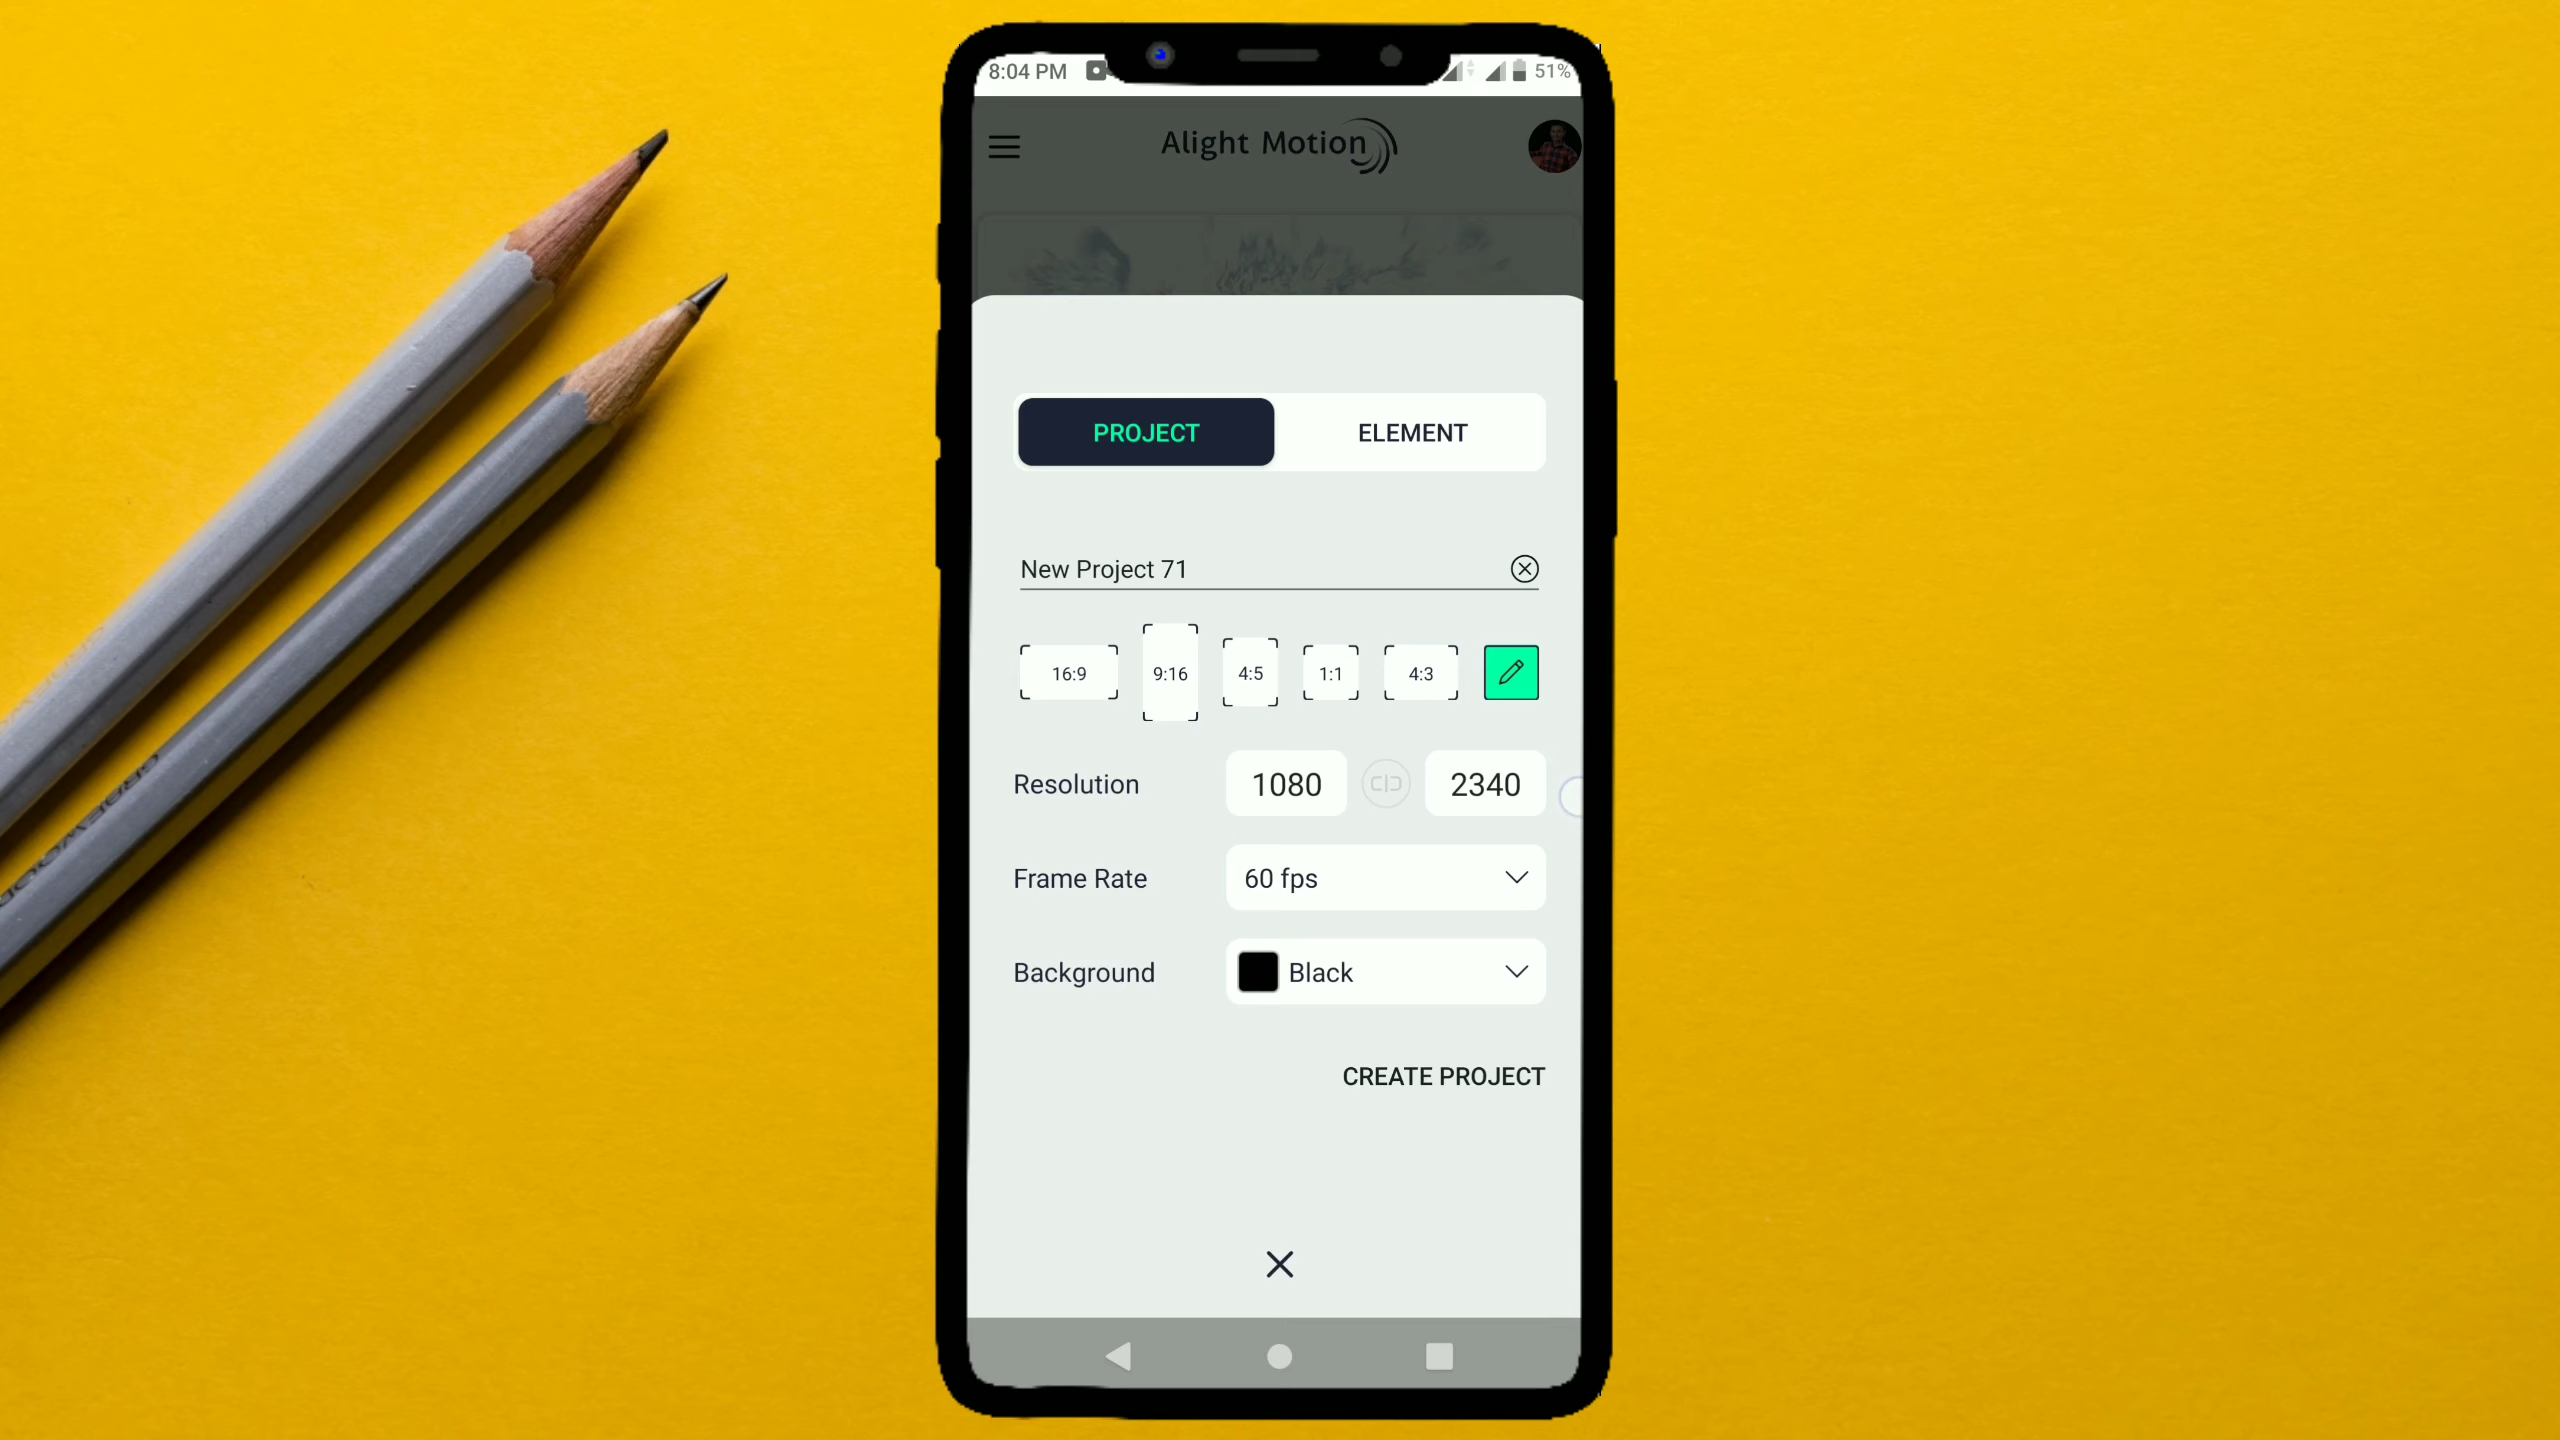 8:04 PM 51%
Alight Motion
PROJECT ELEMENT
New Project 71
16:9 9:16 4:5 1:1 4:3
Resolution 1080 2340
Frame Rate 60 fps
Background Black
CREATE PROJECT